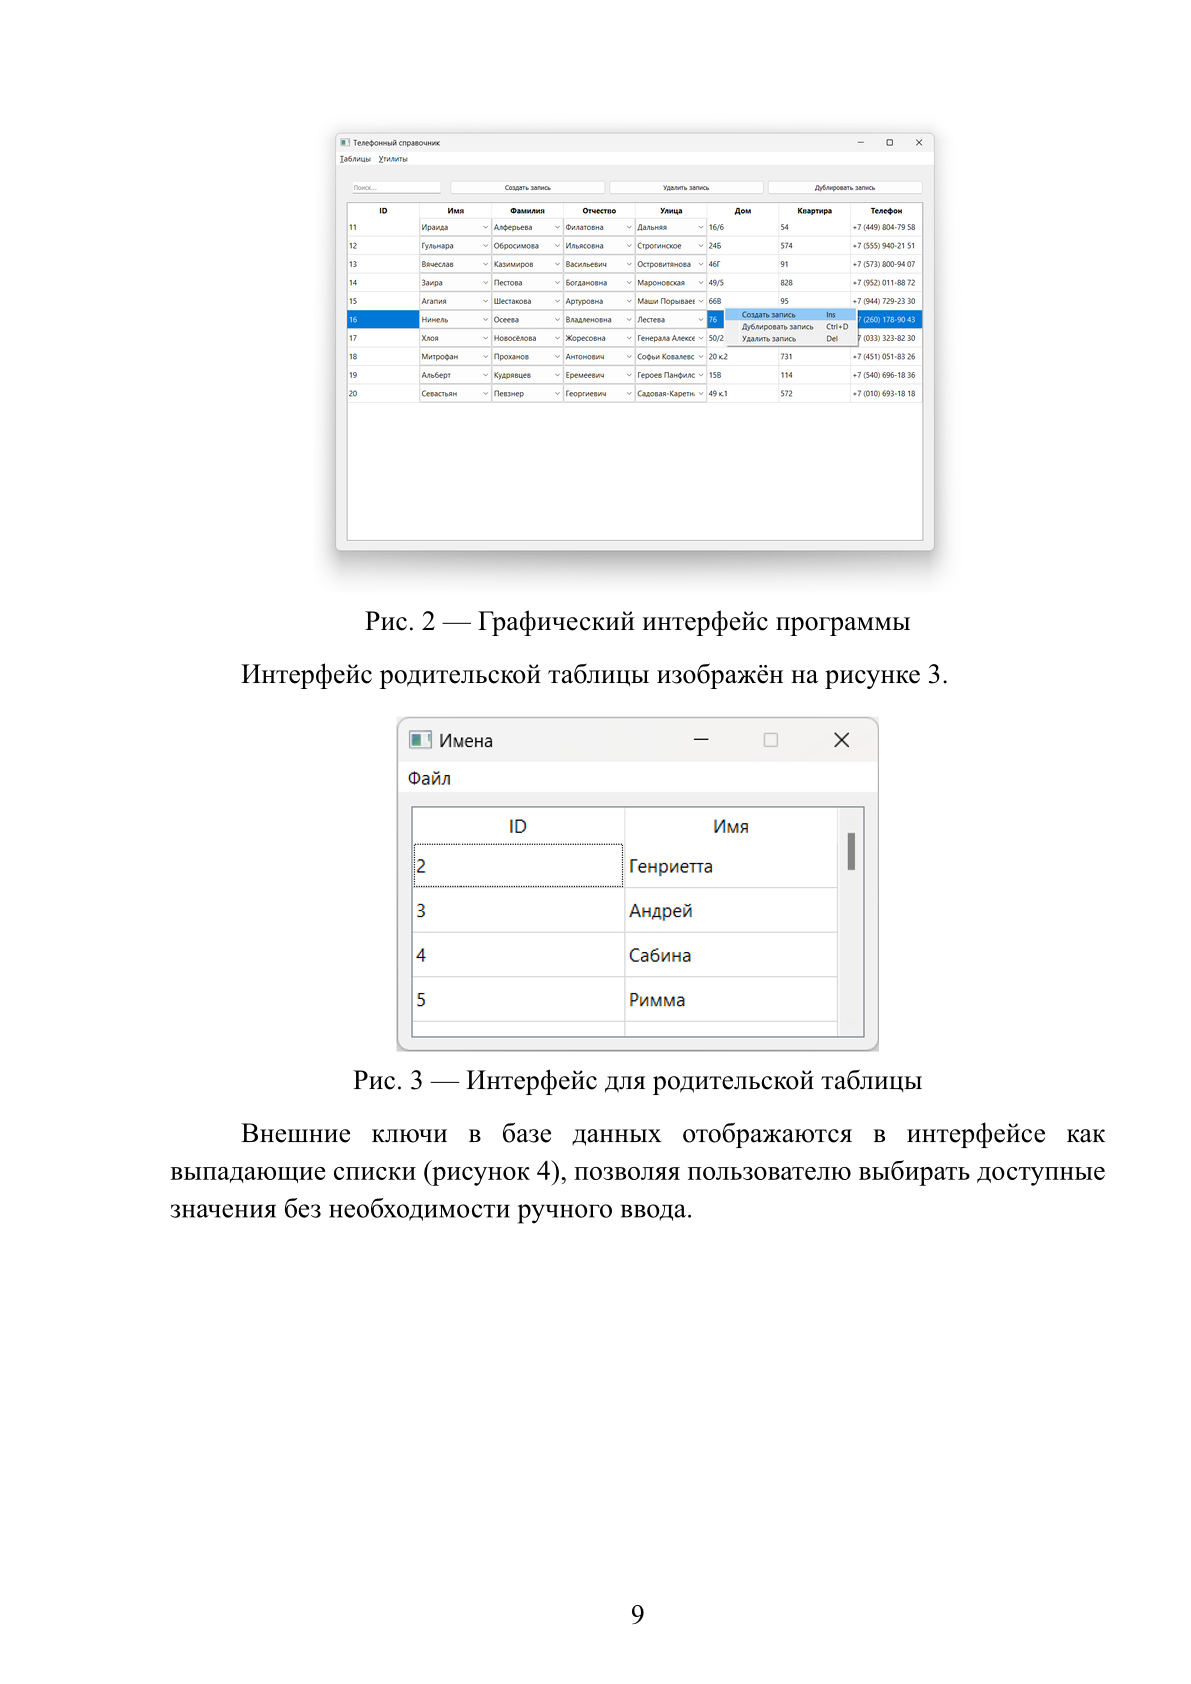 Телефонный справочник
Таблицы Утилиты
Поиск... Создать запись Удалить запись Дублировать запись
ID Имя Фамилия Отчество Улица Дом Квартира Телефон
11 Ираида Алферьева Филатовна Дальняя 16/6 54 +7 (449) 804-79 58
12 Гульнара Обросимова Ильясовна Строгинское 24Б 574 +7 (555) 940-21 51
13 Вячеслав Казимиров Васильевич Островитянова 46Г 91 +7 (573) 800-94 07
14 Заира Пестова Богдановна Мароновская 49/5 828 +7 (952) 011-88 72
15 Агапия Шестакова Артуровна Маши Порываев 66В 95 +7 (944) 729-23 30
16 Нинель Осеева Владленовна Лестева 76 7 (260) 178-90 43
17 Хлоя Новосёлова Жоресовна Генерала Алексе 50/2 7 (033) 323-82 30
18 Митрофан Проханов Антонович Софьи Ковалевс 20 к.2 731 +7 (451) 051-83 26
19 Альберт Кудрявцев Еремеевич Героев Панфилс 15В 114 +7 (540) 696-18 36
20 Севастьян Певзнер Георгиевич Садовая-Каретн 49 к.1 572 +7 (010) 693-18 18
Создать запись Ins
Дублировать запись Ctrl+D
Удалить запись Del
Рис. 2 — Графический интерфейс программы
Интерфейс родительской таблицы изображён на рисунке 3.
Имена
Файл
ID Имя
2 Генриетта
3 Андрей
4 Сабина
5 Римма
Рис. 3 — Интерфейс для родительской таблицы
Внешние ключи в базе данных отображаются в интерфейсе как
выпадающие списки (рисунок 4), позволяя пользователю выбирать доступные
значения без необходимости ручного ввода.
9